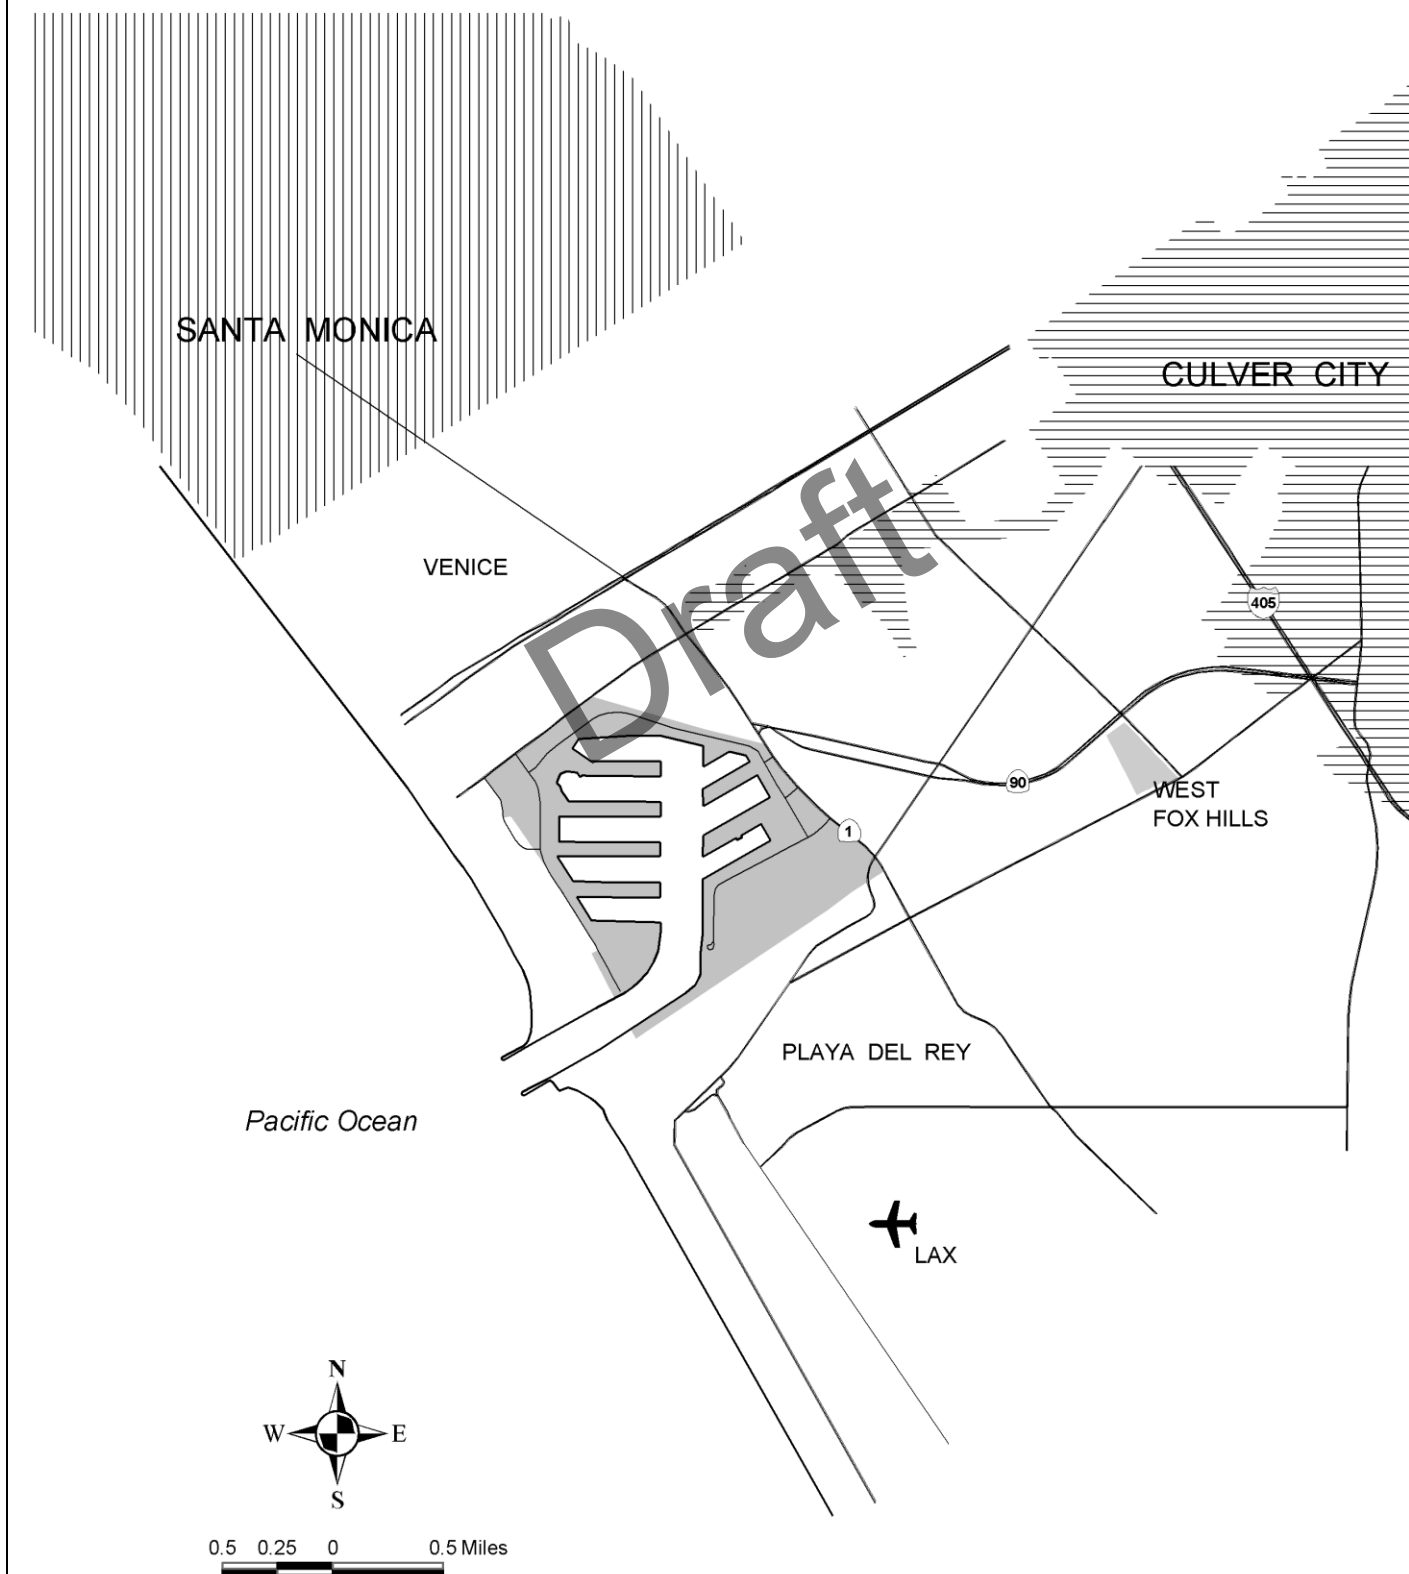 SANTA MONICA
CULVER CITY
Draft
VENICE
405
90
WEST
FOX HILLS
1
PLAYA DEL REY
Pacific Ocean
LAX
N
W E
S
0.5 0.25 0 0.5 Miles